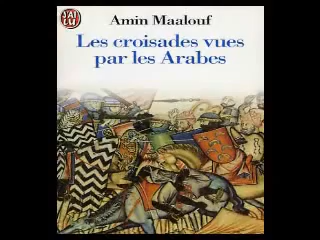 J'AI
LU
Amin Maalouf
Les croisades vues
par les Arabes